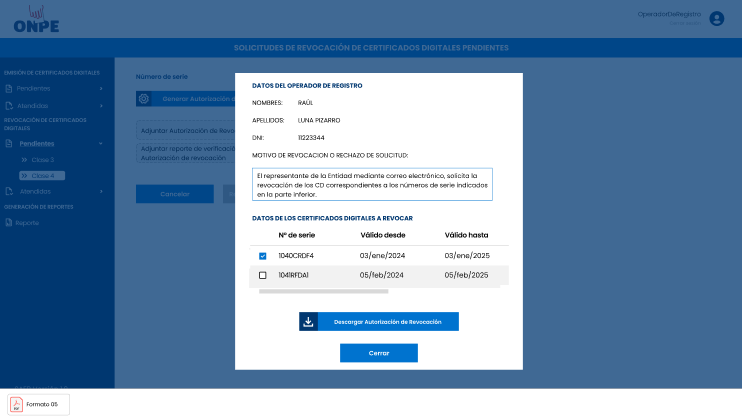 ONPE
OperadorDeRegistro
SOLICITUDES DE REVOCACIÓN DE CERTIFICADOS DIGITALES PENDIENTES
EMISIÓN DE CERTIFICADOS DIGITALES
Pendientes
Atendidos
REVOCACIÓN DE CERTIFICADOS
DIGITALES
Pendientes
Clase 3
Clase 4
Atendidos
GENERACIÓN DE REPORTES
Reporte
Número de serie
Generar Autorización d
Adjuntar Autorización de Revo
Adjuntar reporte de verificació
Autorización de revocación
Cancelar
DATOS DEL OPERADOR DE REGISTRO
NOMBRES: RAÚL
APELLIDOS: LUNA PIZARRO
DNI: 11223344
MOTIVO DE REVOCACION O RECHAZO DE SOLICITUD:
El representante de la Entidad mediante correo electrónico, solicita la
revocación de los CD correspondientes a los números de serie indicados
en la parte inferior.
DATOS DE LOS CERTIFICADOS DIGITALES A REVOCAR
N° de serie Válido desde Válido hasta
1040CRDF4 03/ene/2024 03/ene/2025
1041RFDA1 05/feb/2024 05/feb/2025
Descargar Autorización de Revocación
Cerrar
PDF
Formato 05